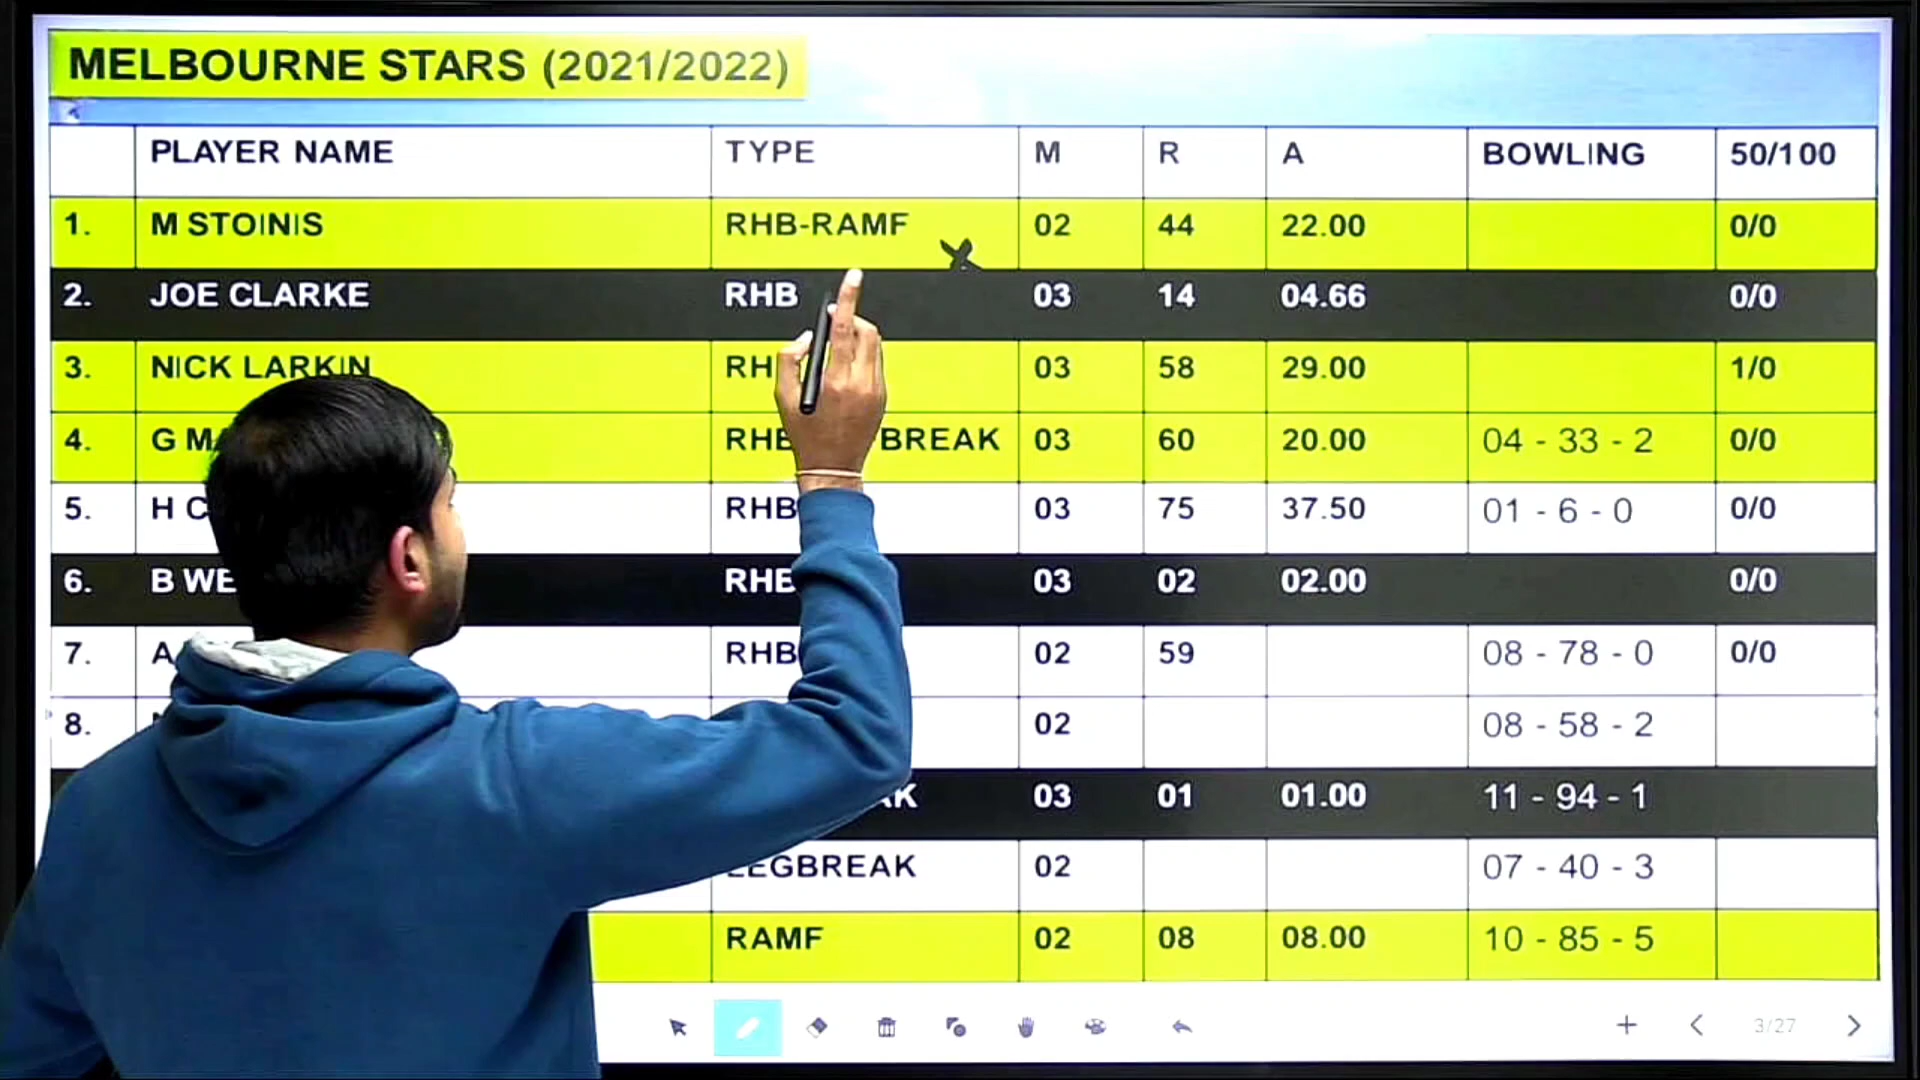 MELBOURNE STARS (2021/2022)
PLAYER NAME TYPE M R A BOWLING 50/100
1. M STOINIS RHB-RAMF 02 44 22.00 0/0
2. JOE CLARKE RHB 03 14 04.66 0/0
3. NICK LARKIN 03 58 29.00 1/0
4. G BREAK 03 60 20.00 04 - 33 - 2 0/0
5. H RHB 03 75 37.50 01 - 6 - 0 0/0
6. B 03 02 02.00 0/0
7. RHB 02 59 08 - 78 - 0 0/0
8. 02 08 - 58 - 2
03 01 01.00 11 - 94 - 1
LEGBREAK 02 07 - 40 - 3
RAMF 02 08 08.00 10 - 85 - 5
3/27